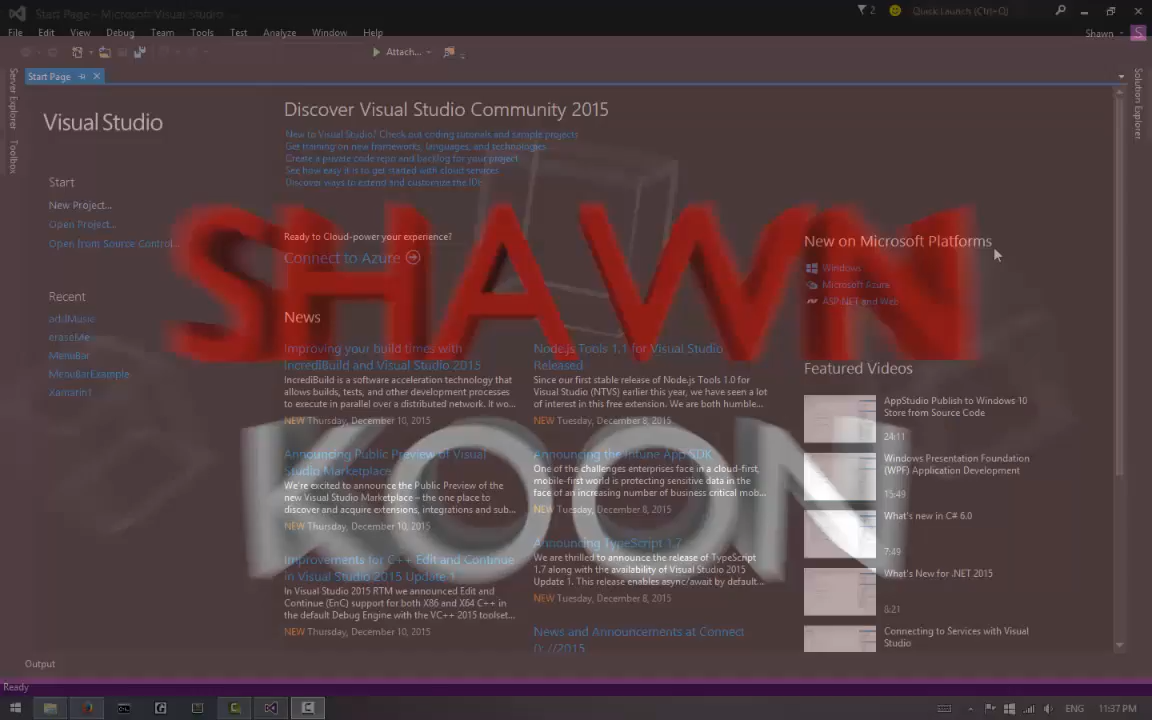 Start Page - Microsoft Visual Studio
2
Quick Launch (Ctrl+Q)
File Edit View Debug Team Tools Test Analyze Window Help
Shawn
S
Attach...
Server Explorer
Toolbox
Start Page
Solution Explorer
Visual Studio
Start
New Project...
Open Project...
Open from Source Control...
Recent
addMusic
eraseMe
MenuBar
MenuBarExample
Xamarin1
Discover Visual Studio Community 2015
New to Visual Studio? Check out coding tutorials and sample projects
Get training on new frameworks, languages, and technologies
Create a private code repo and backlog for your project
See how easy it is to get started with cloud services
Discover ways to extend and customize the IDE
SHAWN
KOON
Ready to Cloud-power your experience?
Connect to Azure
News
Improving your build times with
IncrediBuild and Visual Studio 2015
IncrediBuild is a software acceleration technology that
allows builds, tests, and other development processes
to execute in parallel over a distributed network. It wo...
NEW Thursday, December 10, 2015
Announcing Public Preview of Visual
Studio Marketplace
We're excited to announce the Public Preview of the
new Visual Studio Marketplace – the one place to
discover and acquire extensions, integrations and sub...
NEW Thursday, December 10, 2015
Improvements for C++ Edit and Continue
in Visual Studio 2015 Update 1
In Visual Studio 2015 RTM we announced Edit and
Continue (EnC) support for both X86 and X64 C++ in
the default Debug Engine with the VC++ 2015 toolset...
NEW Thursday, December 10, 2015
Node.js Tools 1.1 for Visual Studio
Released
Since our first stable release of Node.js Tools 1.0 for
Visual Studio (NTVS) earlier this year, we have seen a lot
of interest in this free extension. We are both humble...
NEW Tuesday, December 8, 2015
Announcing the Intune App SDK
One of the challenges enterprises face in a cloud-first,
mobile-first world is protecting sensitive data in the
face of an increasing number of business critical mob...
NEW Tuesday, December 8, 2015
Announcing TypeScript 1.7
We are thrilled to announce the release of TypeScript
1.7 along with the availability of Visual Studio 2015
Update 1. This release enables async/await by default...
NEW Tuesday, December 8, 2015
News and Announcements at Connect
();//2015
New on Microsoft Platforms
Windows
Microsoft Azure
ASP.NET and Web
Featured Videos
AppStudio Publish to Windows 10
Store from Source Code
24:11
Windows Presentation Foundation
(WPF) Application Development
15:49
What's new in C# 6.0
7:49
What's New for .NET 2015
8:21
Connecting to Services with Visual
Studio
Output
Ready
ENG 11:37 PM